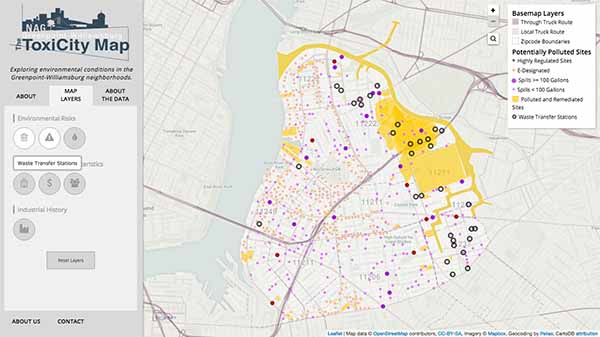 NAG
ToxiCity Map
Exploring environmental conditions in the
Greenpoint-Williamsburg neighborhoods.
ABOUT
MAP
LAYERS
ABOUT
THE DATA
Environmental Risks
Waste Transfer Stations
Industrial History
Reset Layers
ABOUT US
CONTACT
+
-
Basemap Layers
Through Truck Route
Local Truck Route
Zipcode Boundaries
Potentially Polluted Sites
Highly Regulated Sites
E-Designated
Spills >= 100 Gallons
Spills < 100 Gallons
Polluted and Remediated
Sites
Waste Transfer Stations
11222
11211
11211
11249
11206
Leaflet | Map data © OpenStreetMap contributors, CC-BY-SA, Imagery © Mapbox, Geocoding by Pelias, CartoDB attribution